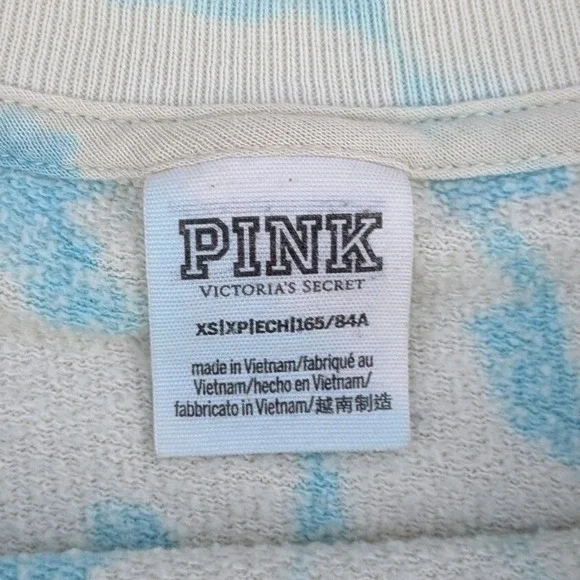 PINK
VICTORIA'S SECRET
XS|XP|ECH|165/84A
made in Vietnam/fabriqué au
Vietnam/hecho en Vietnam/
fabbricato in Vietnam/越南制造